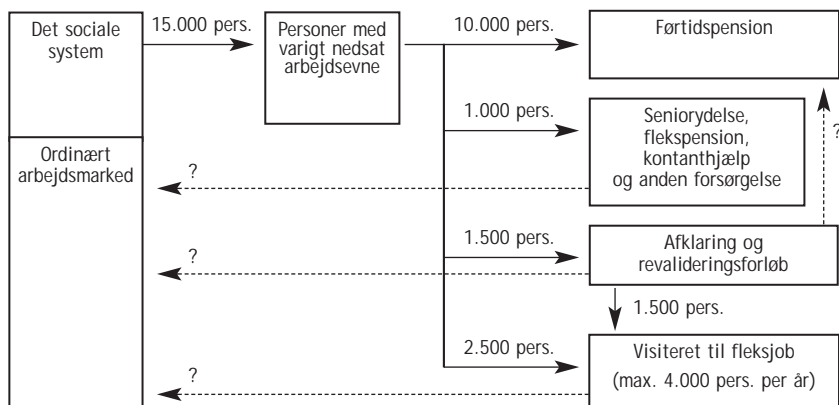 Det sociale
system
15.000 pers.
Personer med
varigt nedsat
arbejdsevne
10.000 pers.
Førtidspension
1.000 pers.
Seniorydelse,
flekspension,
kontanthjælp
og anden forsørgelse
?
Ordinært
arbejdsmarked
?
?
1.500 pers.
Afklaring og
revalideringsforløb
1.500 pers.
2.500 pers.
Visiteret til fleksjob
(max. 4.000 pers. per år)
?